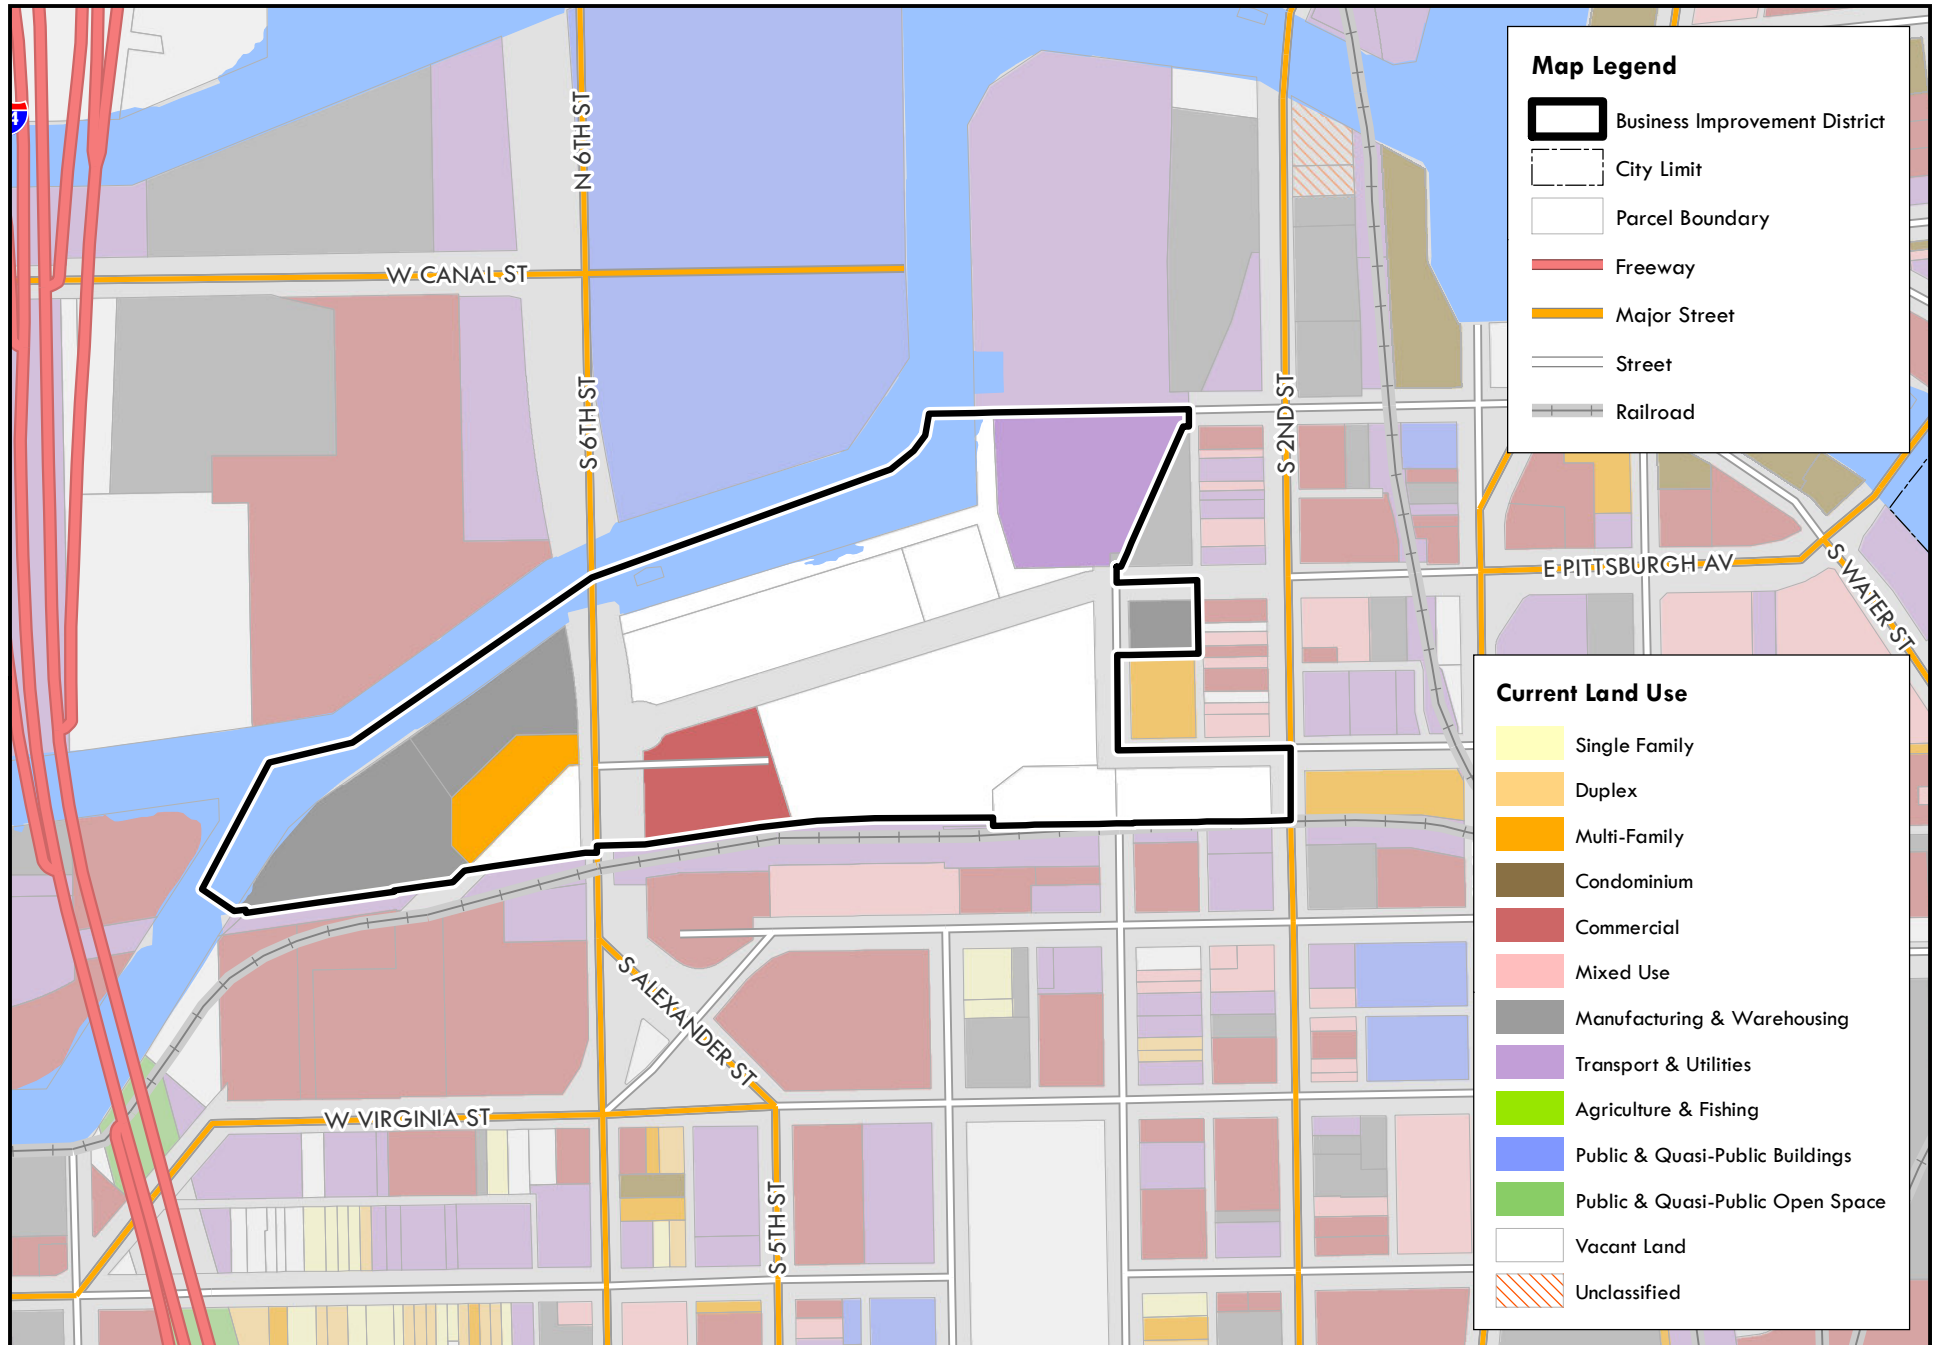 4
N 6TH ST
W CANAL ST
S 6TH ST
S 2ND ST
E PITTSBURGH AV
S WATER ST
S ALEXANDER ST
W VIRGINIA ST
S 5TH ST
Map Legend
Business Improvement District
City Limit
Parcel Boundary
Freeway
Major Street
Street
Railroad
Current Land Use
Single Family
Duplex
Multi-Family
Condominium
Commercial
Mixed Use
Manufacturing & Warehousing
Transport & Utilities
Agriculture & Fishing
Public & Quasi-Public Buildings
Public & Quasi-Public Open Space
Vacant Land
Unclassified